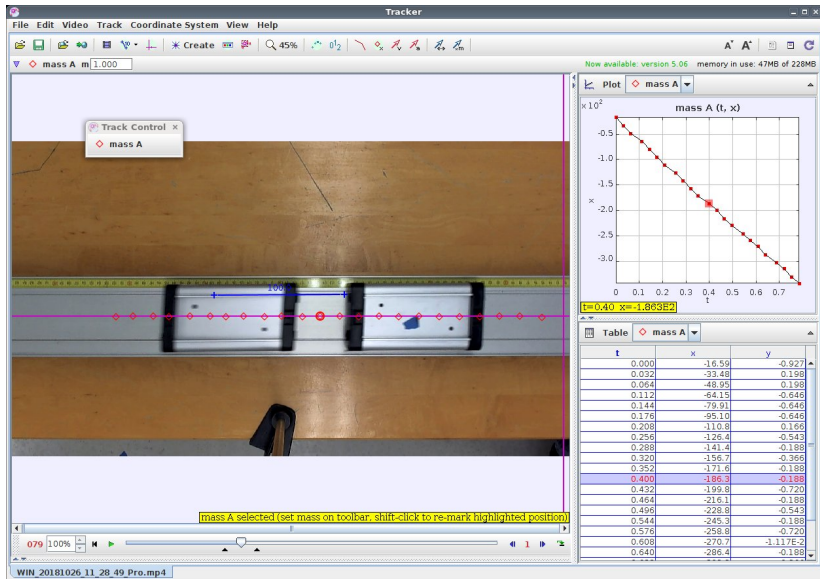 Tracker
File Edit Video Track Coordinate System View Help
Create 45%
Now available: version 5.06 memory in use: 47MB of 228MB
mass A m 1.000
Plot mass A
Track Control ×
mass A
mass A (t, x)
×10²
-0.5
-1.0
-1.5
-2.0
-2.5
-3.0
x
0 0.1 0.2 0.3 0.4 0.5 0.6 0.7
t
t=0.40 x=-1.863E2
Table mass A
t x y
0.000 -16.59 -0.927
0.032 -33.48 0.198
0.064 -48.95 0.198
0.112 -64.15 -0.646
0.144 -79.91 -0.646
0.176 -95.10 -0.646
0.208 -110.8 0.166
0.256 -126.4 -0.543
0.288 -141.4 -0.188
0.320 -156.7 -0.366
0.352 -171.6 -0.188
0.400 -186.3 -0.188
0.432 -199.8 -0.720
0.464 -216.1 -0.188
0.496 -228.8 -0.543
0.544 -245.3 -0.188
0.576 -258.8 -0.720
0.608 -270.7 -1.117E-2
0.640 -286.4 -0.188
mass A selected (set mass on toolbar, shift-click to re-mark highlighted position)
079 100% 1
WIN_20181026_11_28_49_Pro.mp4